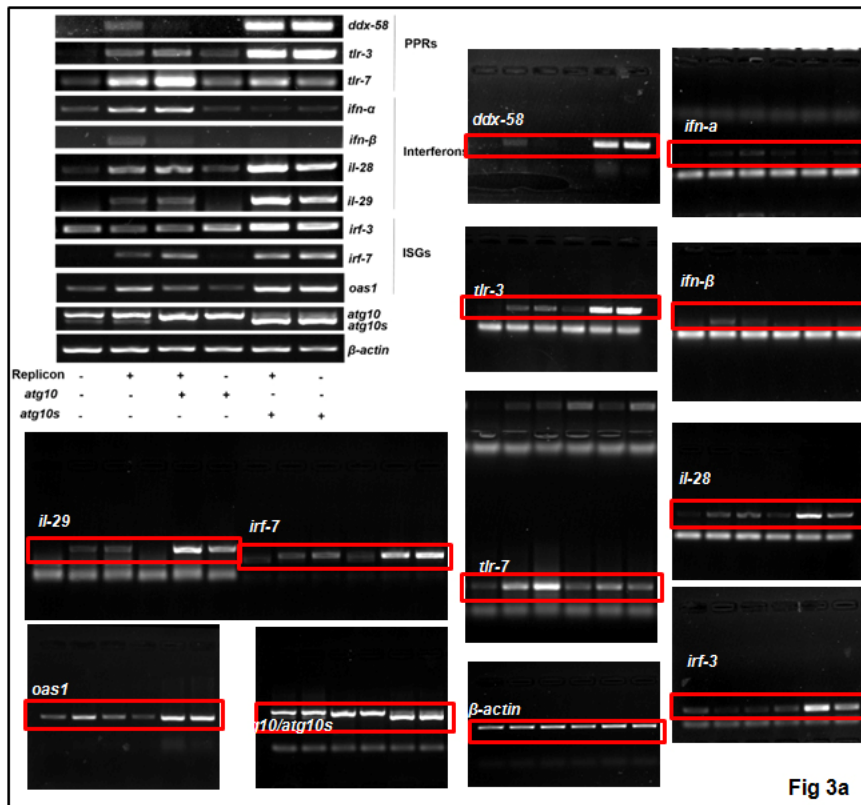 ddx-58
tlr-3
PPRs
tlr-7
ifn-α
ifn-β
Interferons
il-28
il-29
irf-3
irf-7
ISGs
oas1
atg10
atg10s
β-actin
Replicon - + + - + -
atg10 - - + + - -
atg10s - - - - + +
ddx-58
ifn-a
tlr-3
ifn-β
il-29
irf-7
tlr-7
il-28
oas1
g10/atg10s
β-actin
irf-3
Fig 3a